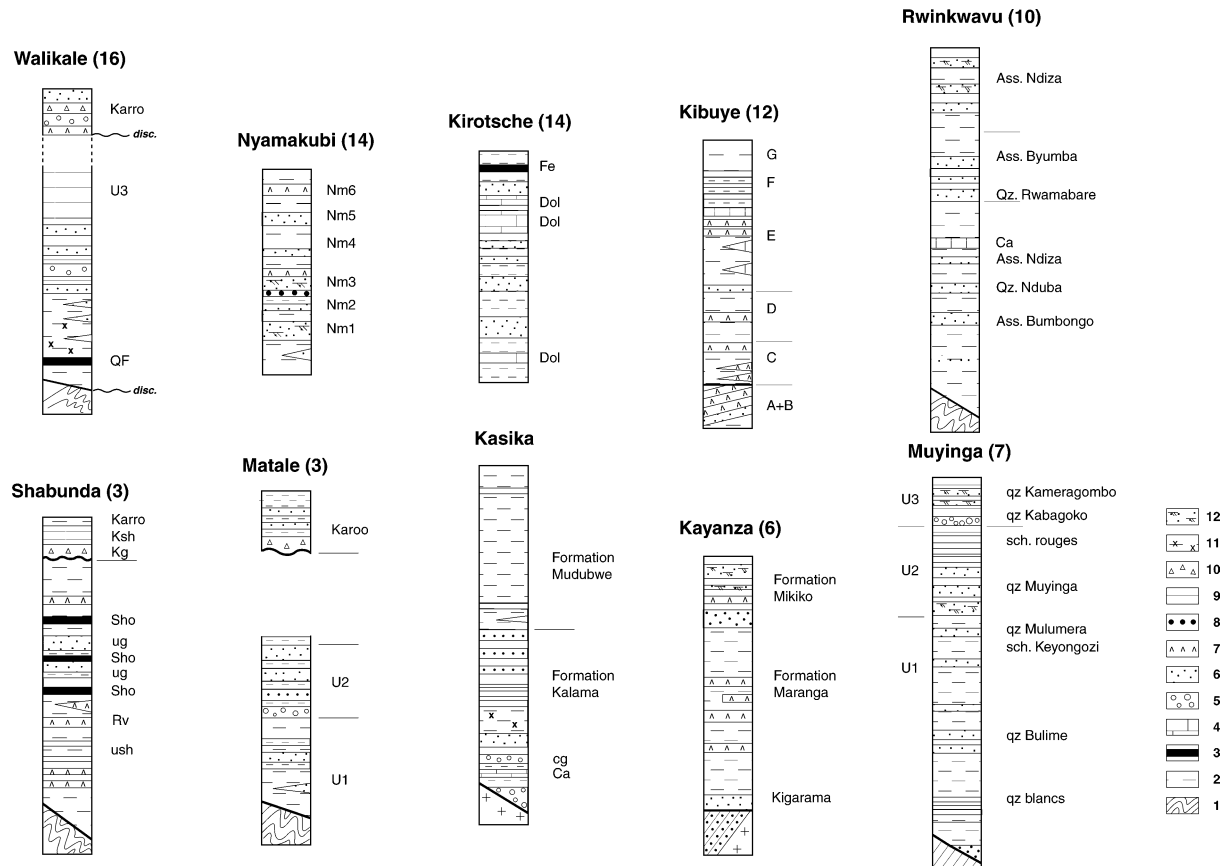 Walikale (16)
Karro
disc.
U3
QF
disc.
Nyamakubi (14)
Nm6
Nm5
Nm4
Nm3
Nm2
Nm1
Kirotsche (14)
Fe
Dol
Dol
Dol
Kibuye (12)
G
F
E
D
C
A+B
Rwinkwavu (10)
Ass. Ndiza
Ass. Byumba
Qz. Rwamabare
Ca
Ass. Ndiza
Qz. Nduba
Ass. Bumbongo
Shabunda (3)
Karro
Ksh
Kg
Sho
ug
Sho
ug
Sho
Rv
ush
Matale (3)
Karoo
U2
U1
Kasika
Formation
Mudubwe
Formation
Kalama
cg
Ca
Kayanza (6)
Formation
Mikiko
Formation
Maranga
Kigarama
Muyinga (7)
U3
U2
U1
qz Kameragombo
qz Kabagoko
sch. rouges
qz Muyinga
qz Mulumera
sch. Keyongozi
qz Bulime
qz blancs
12
11
10
9
8
7
6
5
4
3
2
1